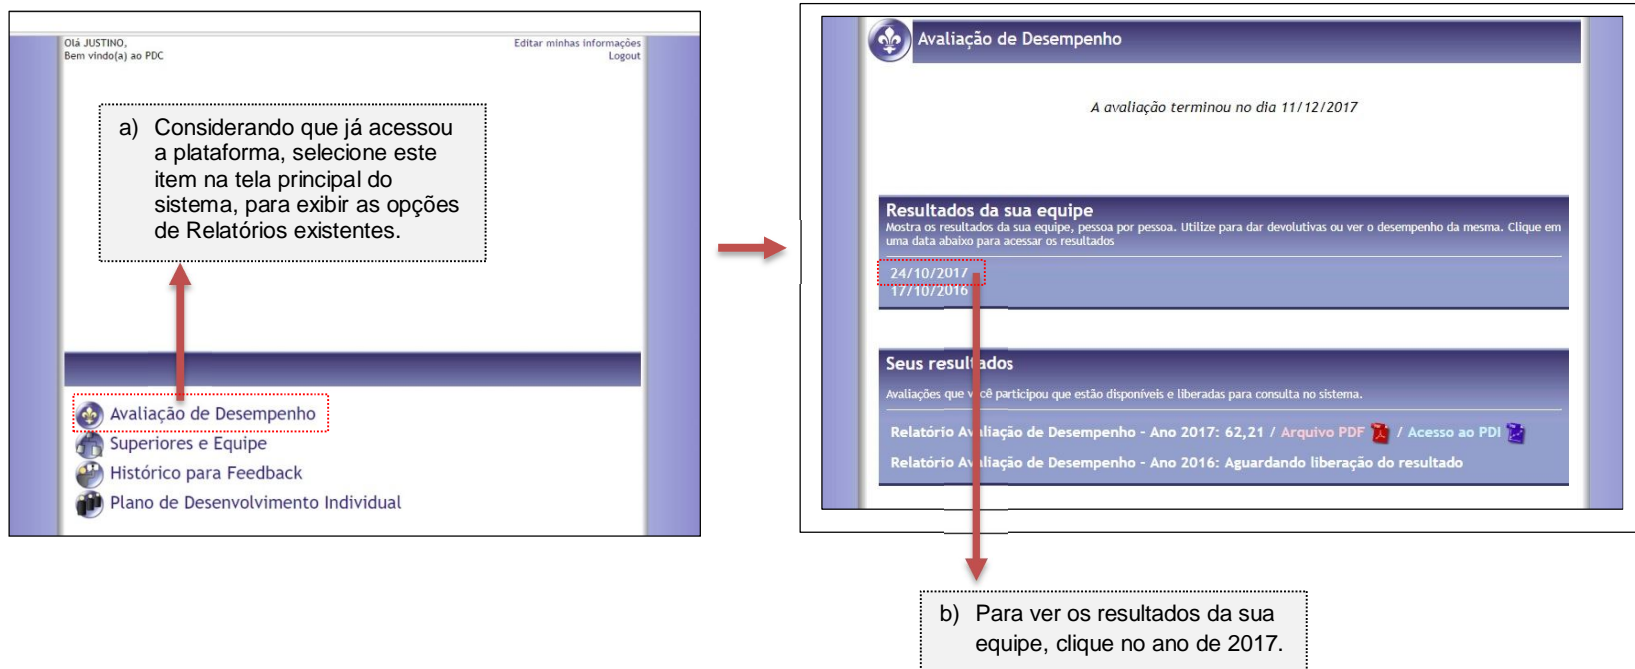 Olá JUSTINO,
Bem vindo(a) ao PDC
Editar minhas informações
Logout
a) Considerando que já acessou
a plataforma, selecione este
item na tela principal do
sistema, para exibir as opções
de Relatórios existentes.
Avaliação de Desempenho
Superiores e Equipe
Histórico para Feedback
Plano de Desenvolvimento Individual
Avaliação de Desempenho
A avaliação terminou no dia 11/12/2017
Resultados da sua equipe
Mostra os resultados da sua equipe, pessoa por pessoa. Utilize para dar devolutivas ou ver o desempenho da mesma. Clique em
uma data abaixo para acessar os resultados
24/10/2017
17/10/2016
Seus resultados
Avaliações que você participou que estão disponíveis e liberadas para consulta no sistema.
Relatório Avaliação de Desempenho - Ano 2017: 62,21 / Arquivo PDF / Acesso ao PDI
Relatório Avaliação de Desempenho - Ano 2016: Aguardando liberação do resultado
b) Para ver os resultados da sua
equipe, clique no ano de 2017.